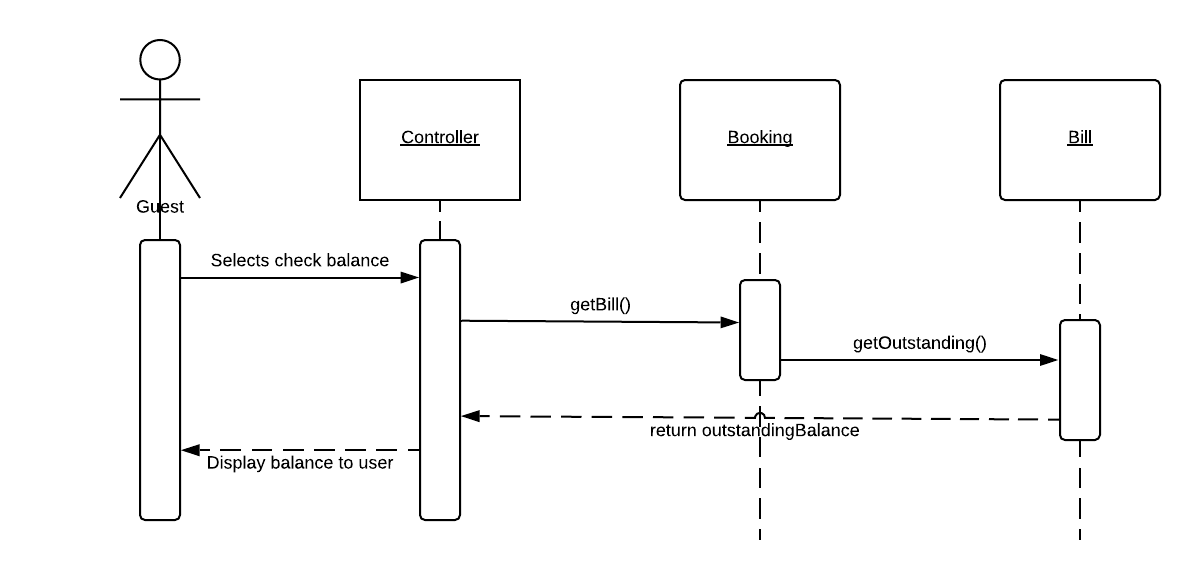 Controller
Booking
Bill
Guest
Selects check balance
getBill()
getOutstanding()
return outstandingBalance
Display balance to user